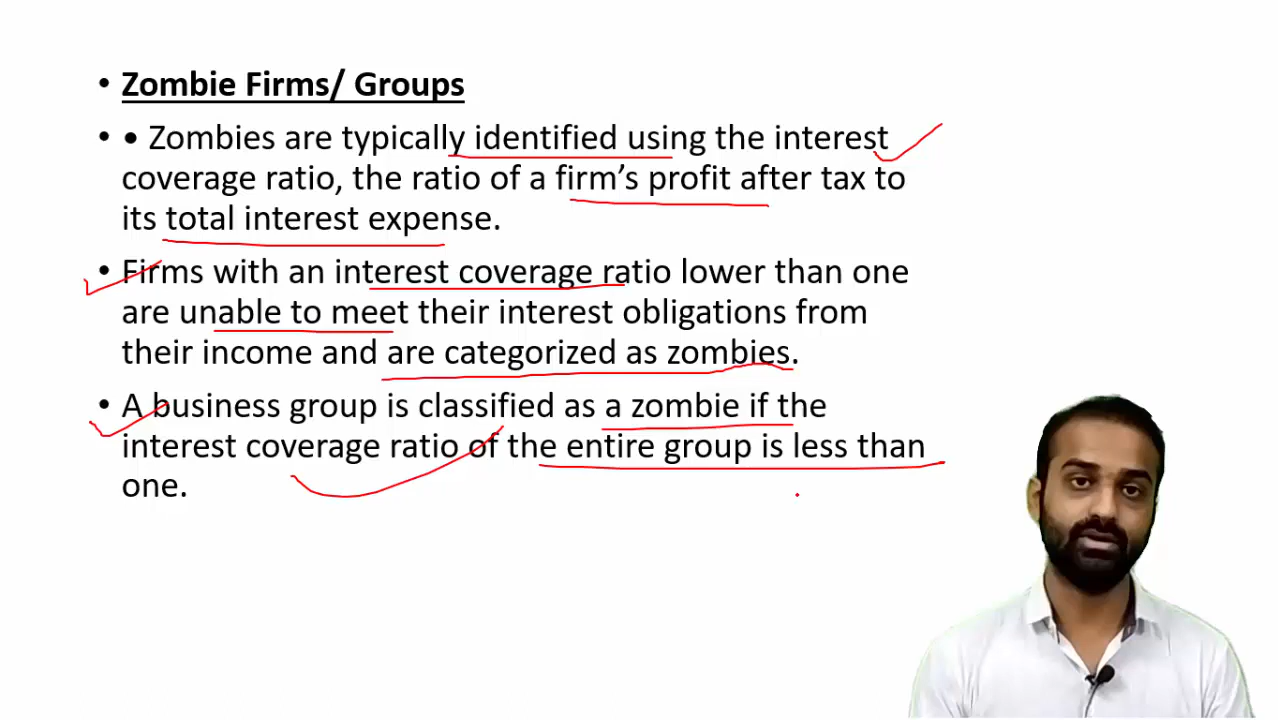 • Zombie Firms/ Groups
• • Zombies are typically identified using the interest
coverage ratio, the ratio of a firm’s profit after tax to
its total interest expense.
• Firms with an interest coverage ratio lower than one
are unable to meet their interest obligations from
their income and are categorized as zombies.
• A business group is classified as a zombie if the
interest coverage ratio of the entire group is less than
one.